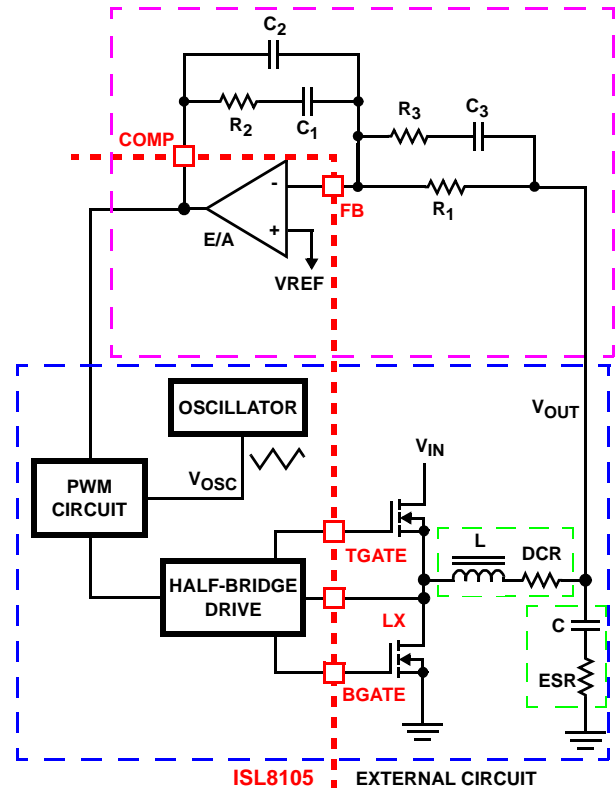 C2
R2
C1
R3
C3
COMP
-
FB
R1
+
E/A
VREF
OSCILLATOR
VOUT
VIN
PWM
CIRCUIT
VOSC
TGATE
L
DCR
HALF-BRIDGE
DRIVE
LX
C
ESR
BGATE
ISL8105
EXTERNAL CIRCUIT